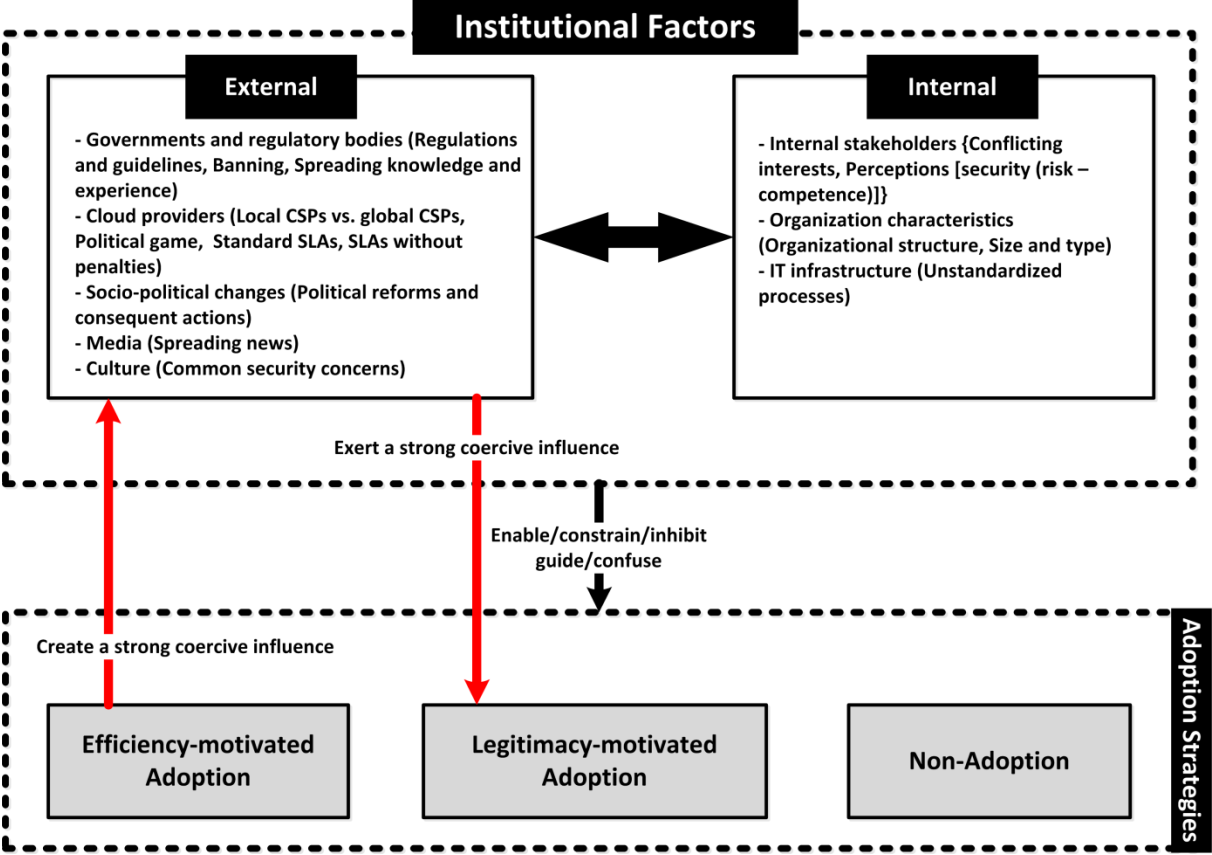 Institutional Factors
External
- Governments and regulatory bodies (Regulations
and guidelines, Banning, Spreading knowledge and
experience)
- Cloud providers (Local CSPs vs. global CSPs,
Political game,  Standard SLAs, SLAs without
penalties)
- Socio-political changes (Political reforms and
consequent actions)
- Media (Spreading news)
- Culture (Common security concerns)
Internal
- Internal stakeholders {Conflicting
interests, Perceptions [security (risk –
competence)]}
- Organization characteristics
(Organizational structure, Size and type)
- IT infrastructure (Unstandardized
processes)
Exert a strong coercive influence
Enable/constrain/inhibit
guide/confuse
Create a strong coercive influence
Adoption Strategies
Efficiency-motivated
Adoption
Legitimacy-motivated
Adoption
Non-Adoption